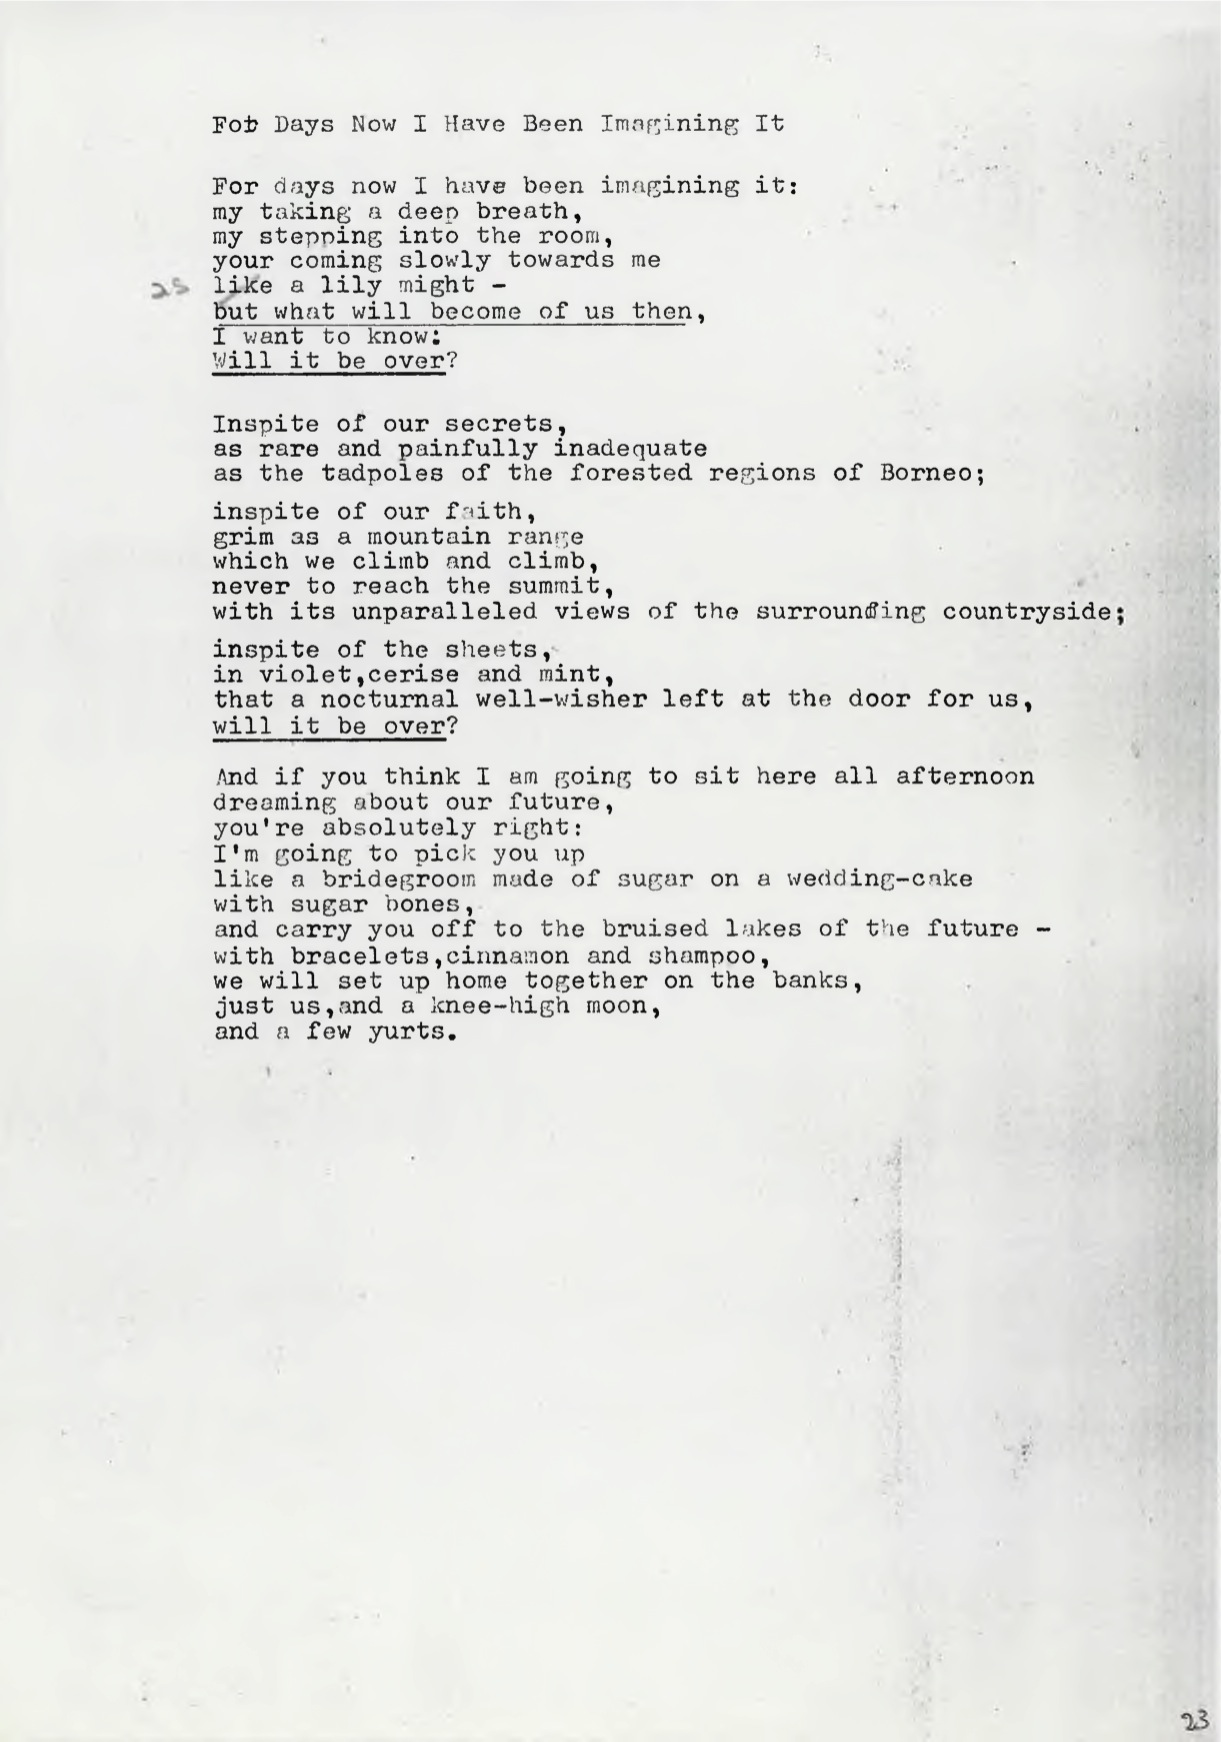 For Days Now I Have Been Imagining It
For days now I have been imagining it:
my taking a deep breath,
my stepping into the room,
your coming slowly towards me
as like a lily might -
but what will become of us then,
I want to know:
Will it be over?
Inspite of our secrets,
as rare and painfully inadequate
as the tadpoles of the forested regions of Borneo;
inspite of our faith,
grim as a mountain range
which we climb and climb,
never to reach the summit,
with its unparalleled views of the surrounding countryside;
inspite of the sheets,
in violet,cerise and mint,
that a nocturnal well-wisher left at the door for us,
will it be over?
And if you think I am going to sit here all afternoon
dreaming about our future,
you're absolutely right:
I'm going to pick you up
like a bridegroom made of sugar on a wedding-cake
with sugar bones,
and carry you off to the bruised lakes of the future -
with bracelets,cinnamon and shampoo,
we will set up home together on the banks,
just us,and a knee-high moon,
and a few yurts.
23